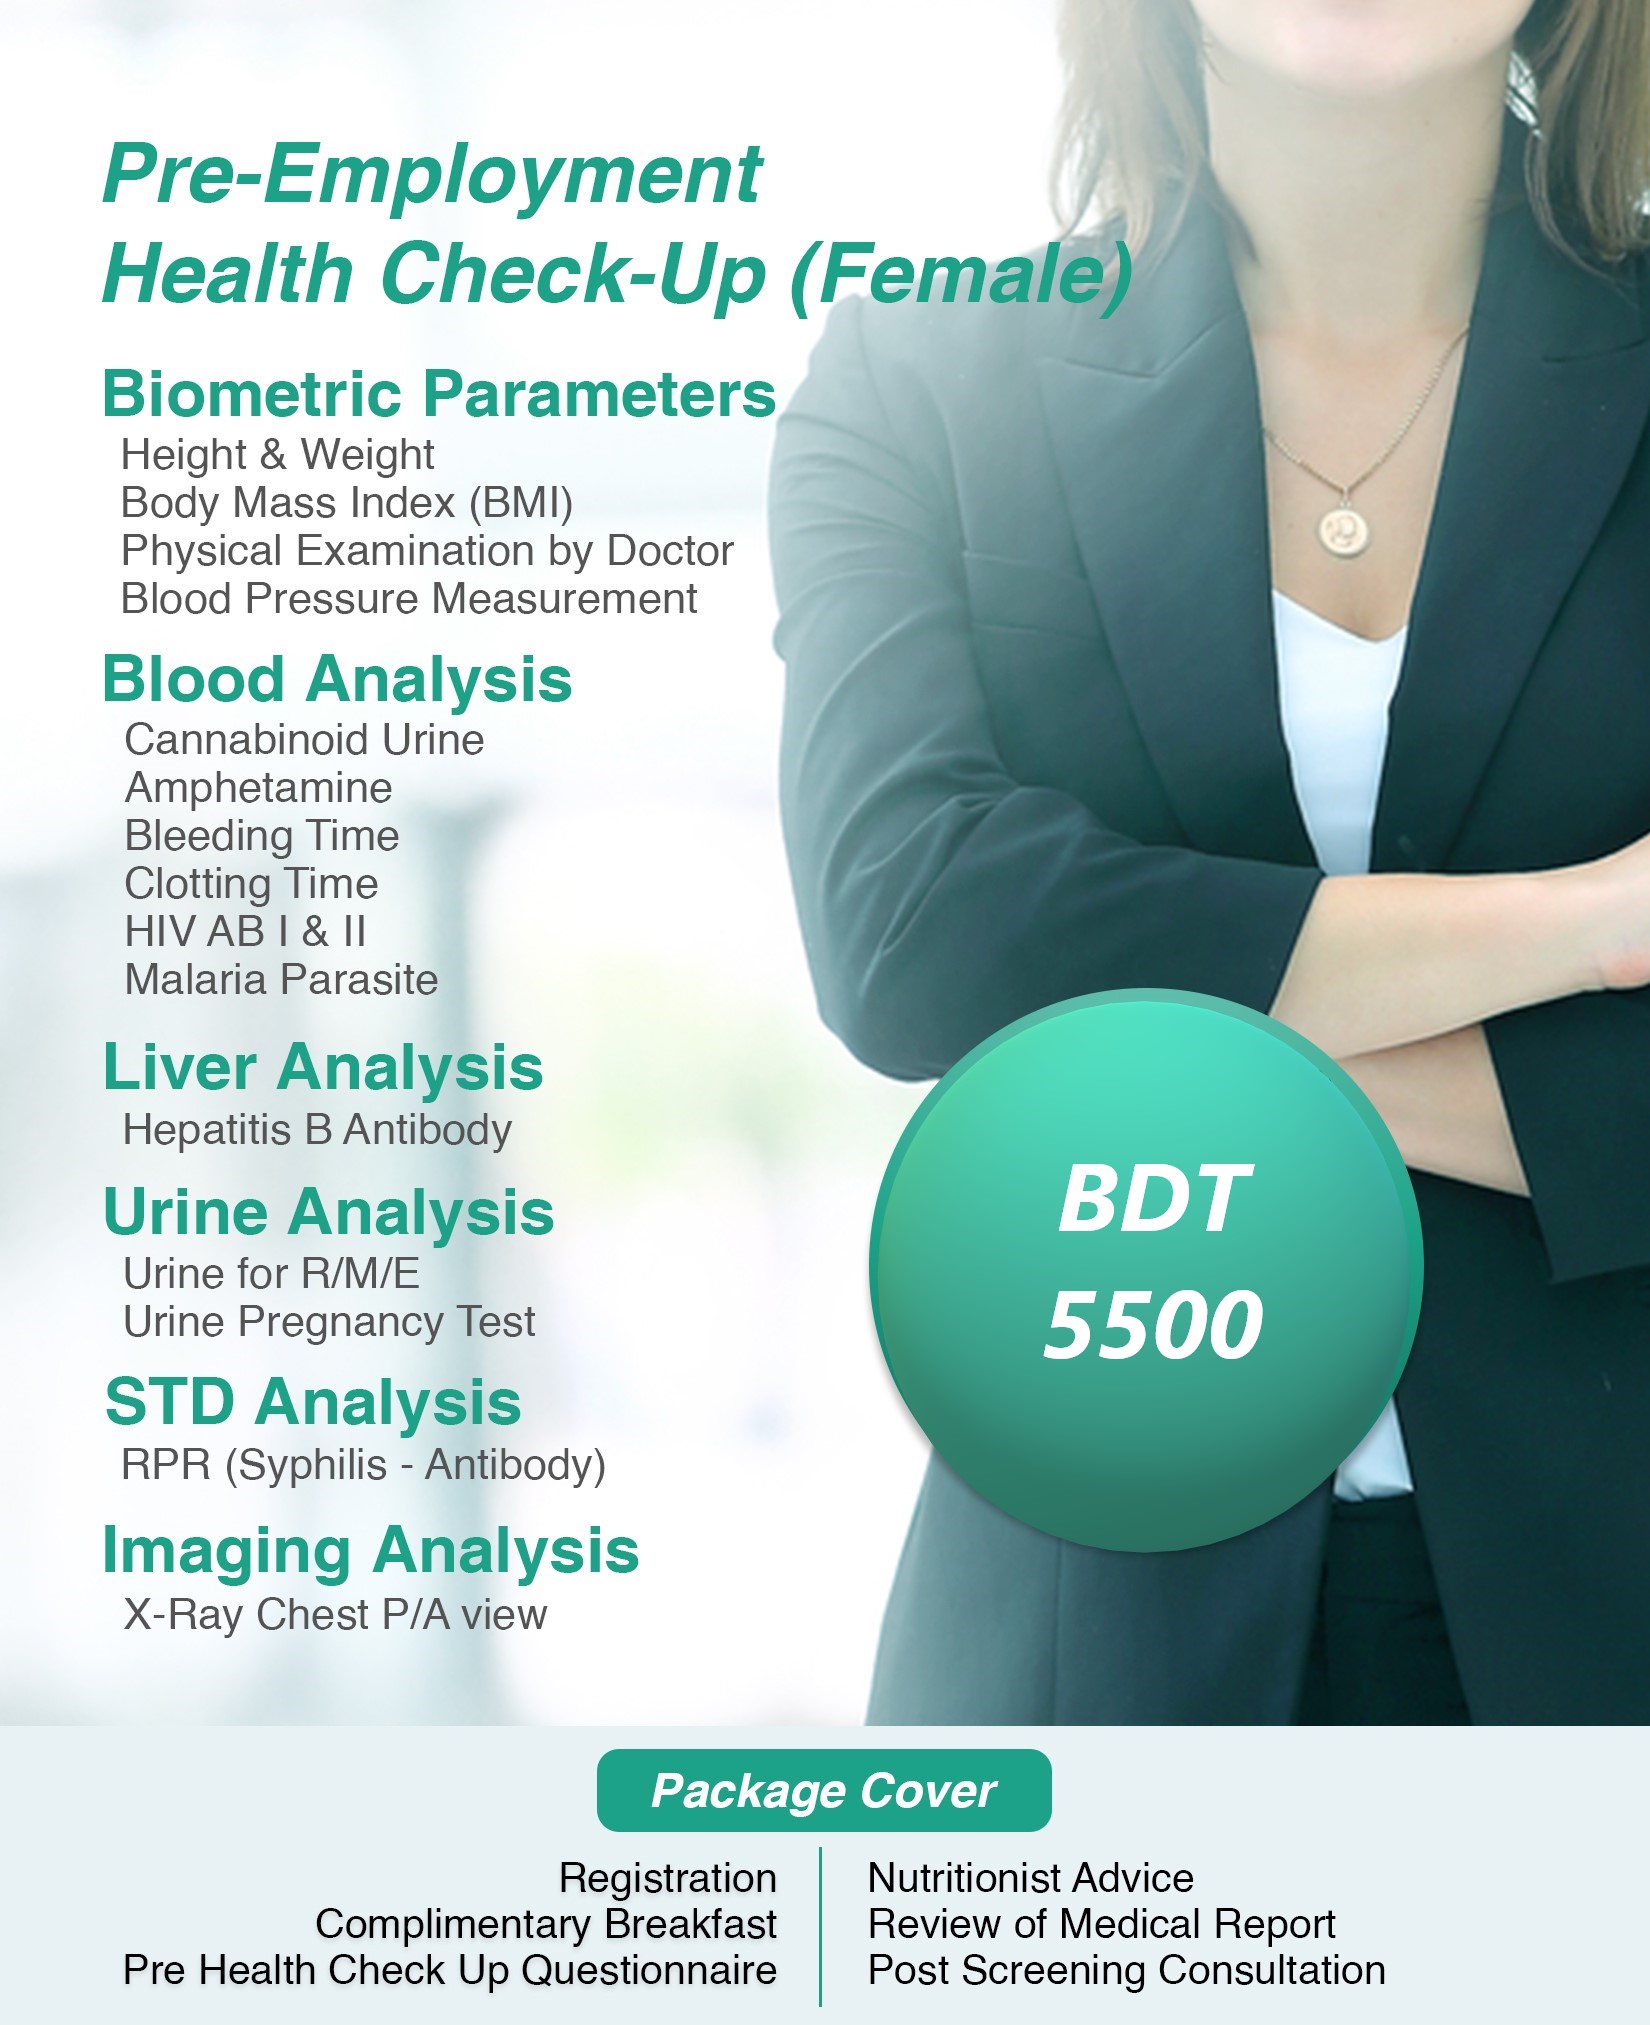 Pre-Employment
Health Check-Up (Female)
Biometric Parameters
Height & Weight
Body Mass Index (BMI)
Physical Examination by Doctor
Blood Pressure Measurement
Blood Analysis
Cannabinoid Urine
Amphetamine
Bleeding Time
Clotting Time
HIV AB I & II
Malaria Parasite
Liver Analysis
Hepatitis B Antibody
Urine Analysis
Urine for R/M/E
Urine Pregnancy Test
STD Analysis
RPR (Syphilis - Antibody)
Imaging Analysis
X-Ray Chest P/A view
BDT
5500
Package Cover
Registration
Complimentary Breakfast
Pre Health Check Up Questionnaire
Nutritionist Advice
Review of Medical Report
Post Screening Consultation